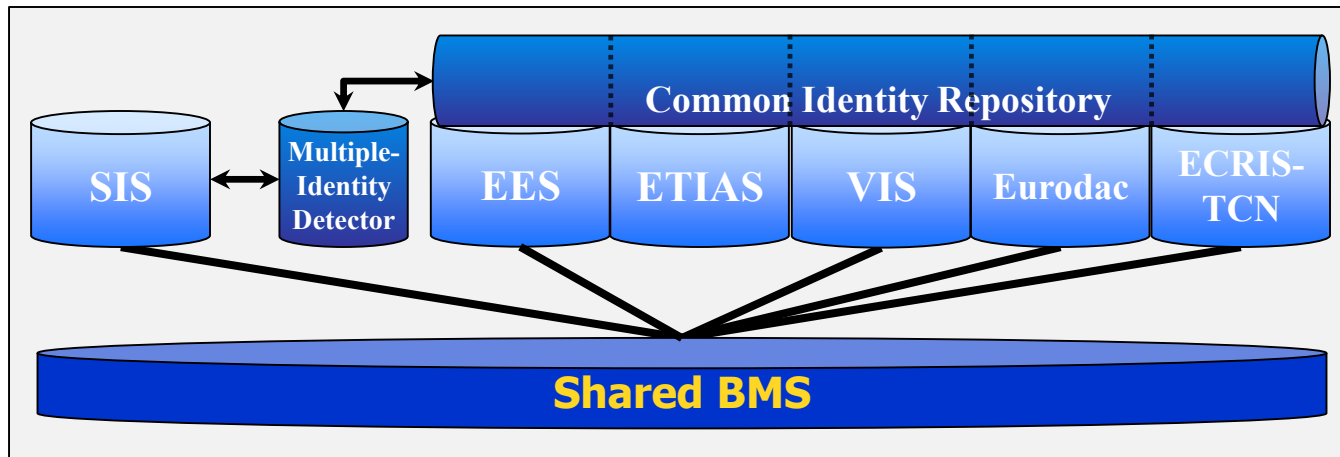 Common Identity Repository
SIS
Multiple-
Identity
Detector
EES
ETIAS
VIS
Eurodac
ECRIS-
TCN
Shared BMS